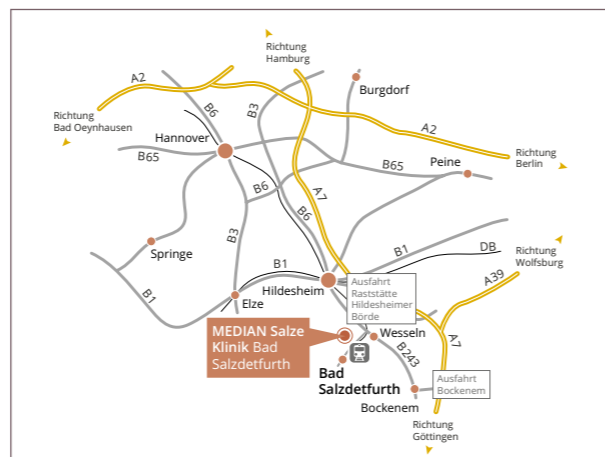 Richtung
Hamburg
A2
B6
B3
Burgdorf
Richtung
Bad Oeynhausen
Hannover
A2
B65
B65
Peine
Richtung
Berlin
B6
A7
B6
Springe
B3
B1
DB
Richtung
Wolfsburg
B1
B1
Hildesheim
Elze
Ausfahrt
Raststätte
Hildesheimer
Börde
A39
MEDIAN Salze
Klinik Bad
Salzdetfurth
Wesseln
A7
B243
Bad
Salzdetfurth
Ausfahrt
Bockenem
Bockenem
Richtung
Göttingen